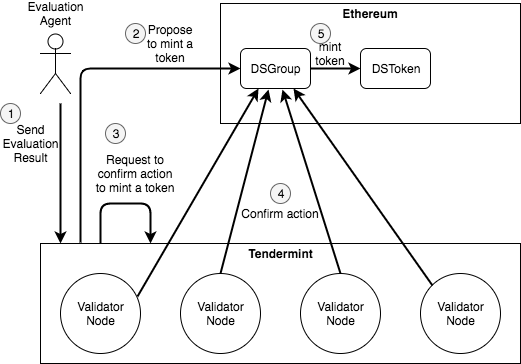 Evaluation
Agent
1
Send
Evaluation
Result
2
Propose
to mint a
token
3
Request to
confirm action
to mint a token
Ethereum
DSGroup
5
mint
token
DSToken
4
Confirm action
Tendermint
Validator
Node
Validator
Node
Validator
Node
Validator
Node